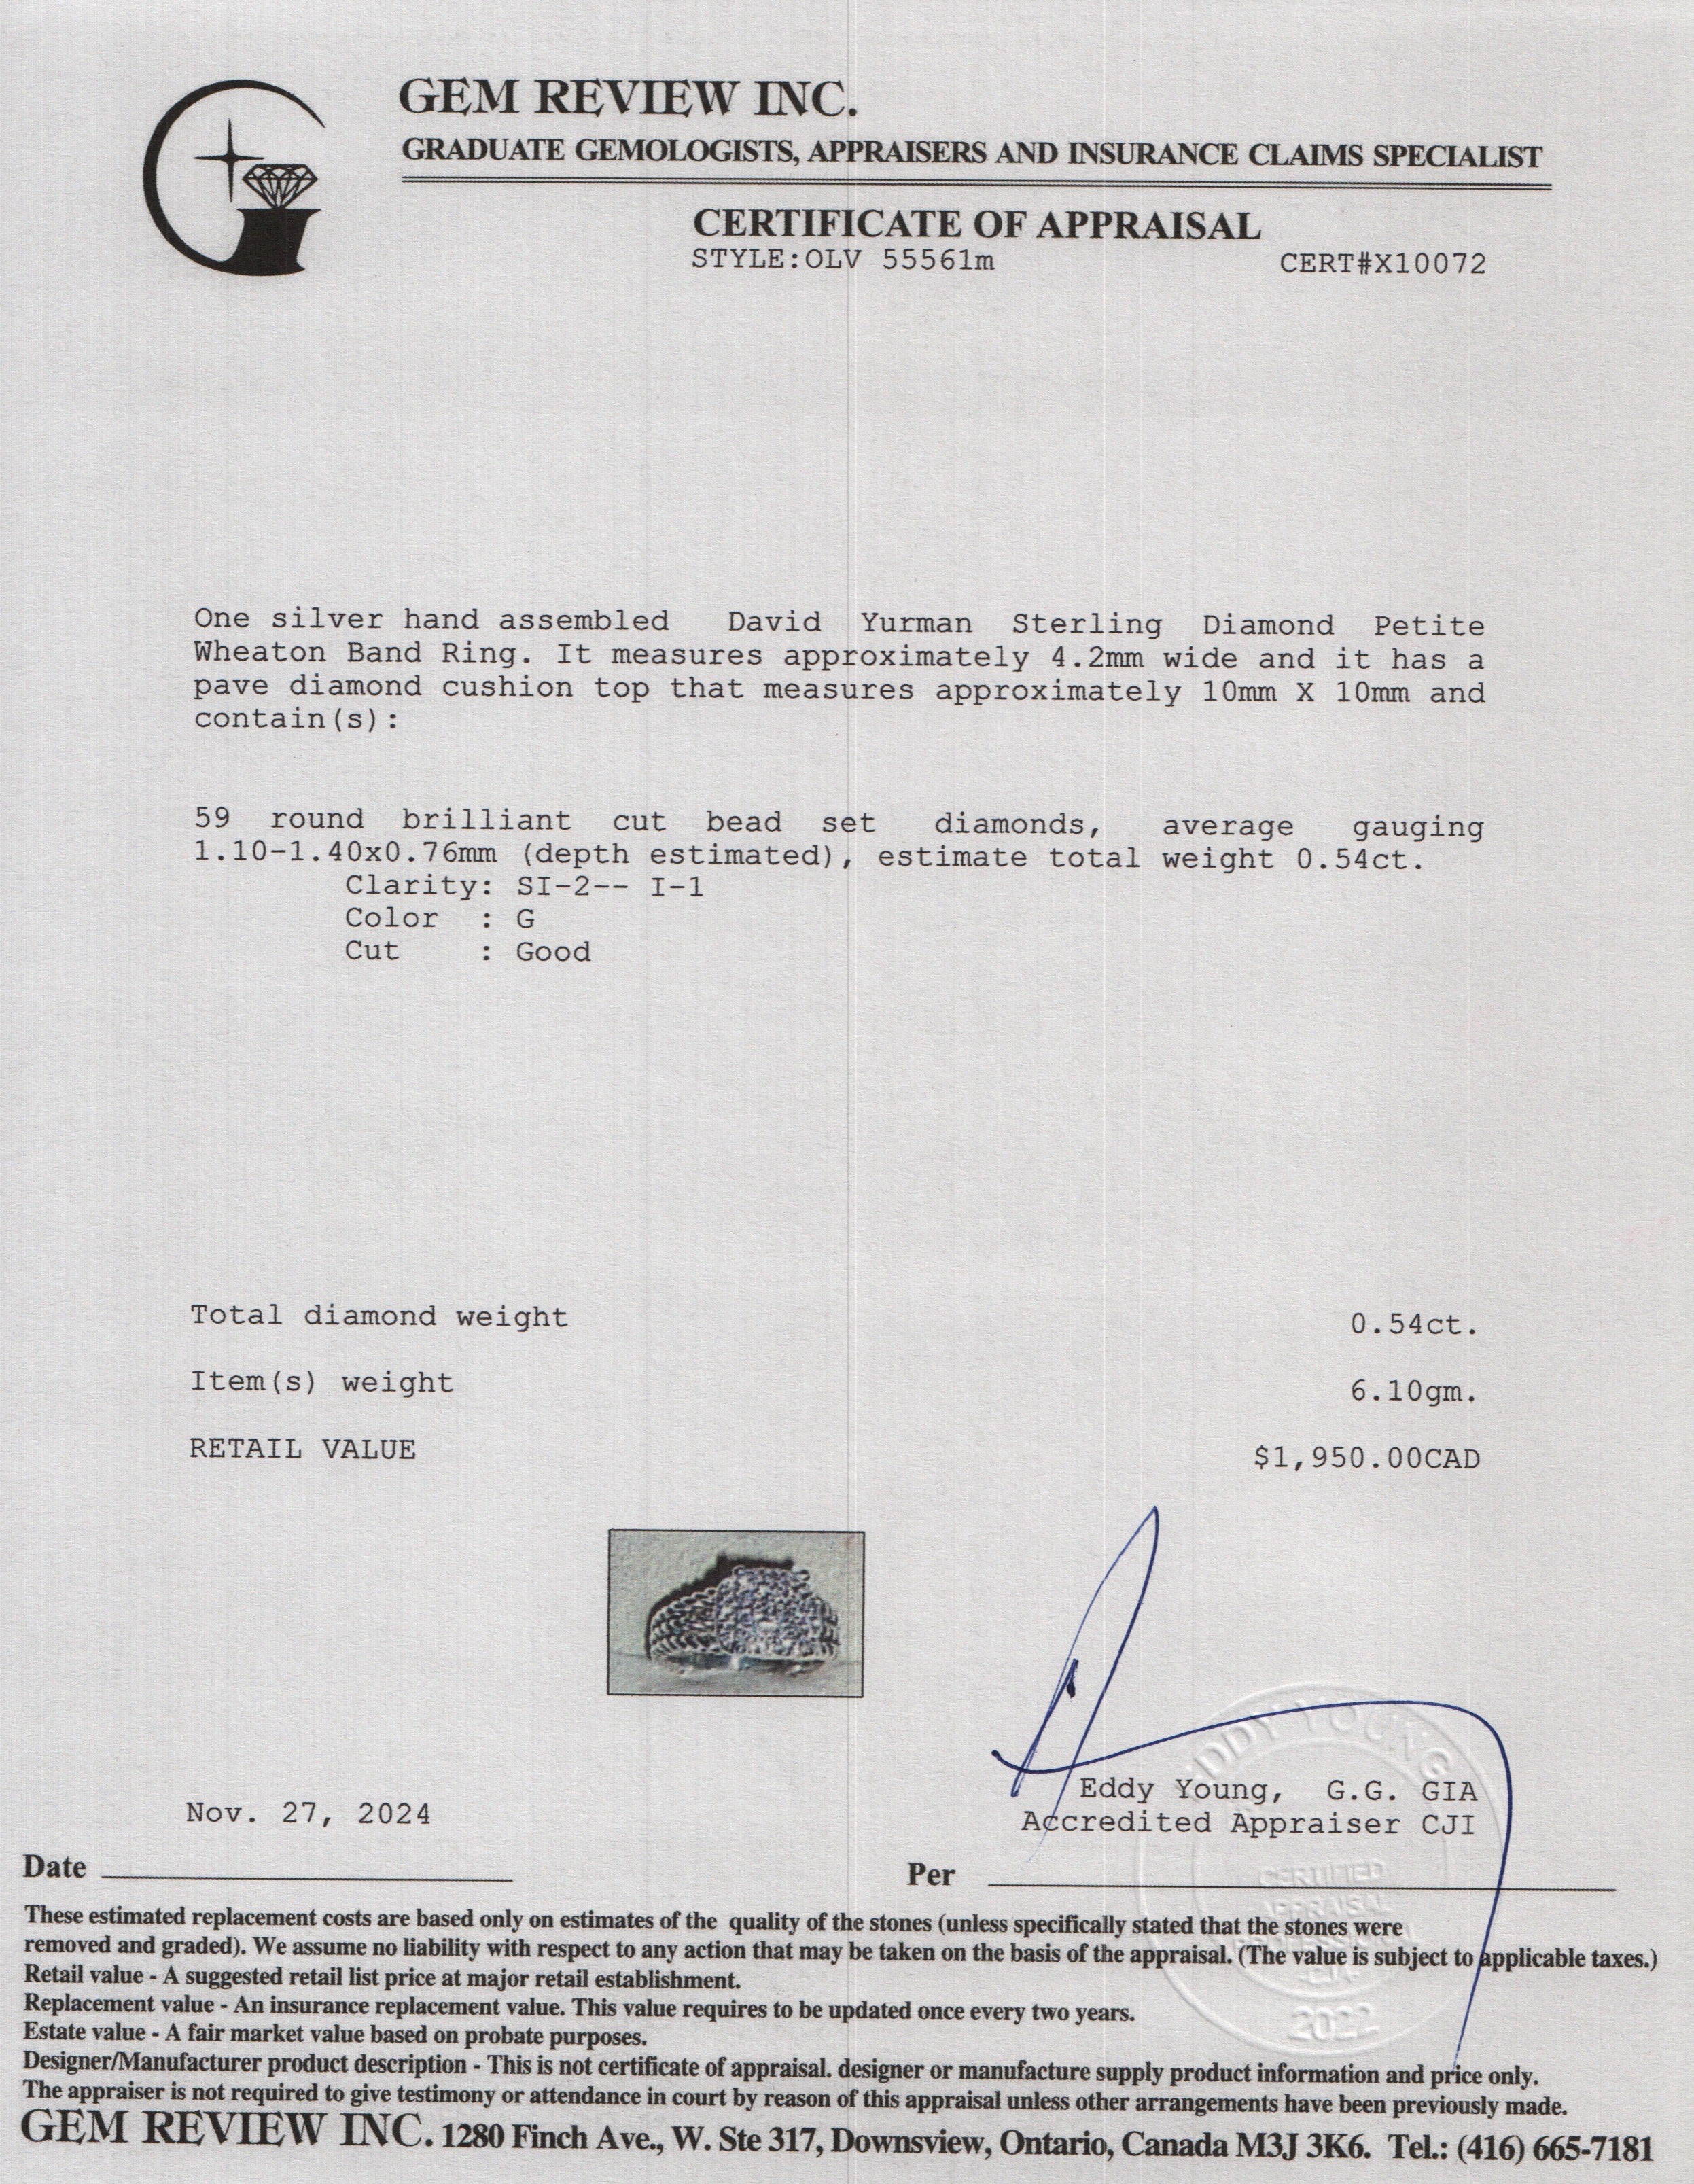 GEM REVIEW INC.
GRADUATE GEMOLOGISTS, APPRAISERS AND INSURANCE CLAIMS SPECIALIST
CERTIFICATE OF APPRAISAL
STYLE:OLV 55561m CERT#X10072
One silver hand assembled David Yurman Sterling Diamond Petite
Wheaton Band Ring. It measures approximately 4.2mm wide and it has a
pave diamond cushion top that measures approximately 10mm X 10mm and
contain(s):
59 round brilliant cut bead set diamonds, average gauging
1.10-1.40x0.76mm (depth estimated), estimate total weight 0.54ct.
Clarity: SI-2-- I-1
Color : G
Cut : Good
Total diamond weight 0.54ct.
Item(s) weight 6.10gm.
RETAIL VALUE $1,950.00CAD
EDDY YOUNG
Eddy Young, G.G. GIA
Nov. 27, 2024 Accredited Appraiser CJI
Date Per
CERTIFIED
APPRAISAL
2022
These estimated replacement costs are based only on estimates of the quality of the stones (unless specifically stated that the stones were
removed and graded). We assume no liability with respect to any action that may be taken on the basis of the appraisal. (The value is subject to applicable taxes.)
Retail value - A suggested retail list price at major retail establishment.
Replacement value - An insurance replacement value. This value requires to be updated once every two years.
Estate value - A fair market value based on probate purposes.
Designer/Manufacturer product description - This is not certificate of appraisal. designer or manufacture supply product information and price only.
The appraiser is not required to give testimony or attendance in court by reason of this appraisal unless other arrangements have been previously made.
GEM REVIEW INC. 1280 Finch Ave., W. Ste 317, Downsview, Ontario, Canada M3J 3K6. Tel.: (416) 665-7181